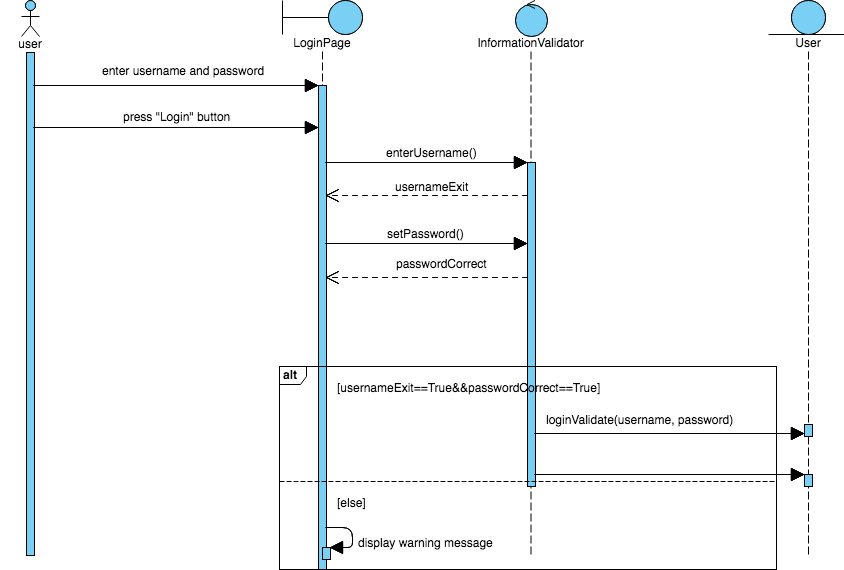 user
LoginPage
InformationValidator
User
enter username and password
press "Login" button
enterUsername()
usernameExit
setPassword()
passwordCorrect
alt
[usernameExit==True&&passwordCorrect==True]
loginValidate(username, password)
[else]
display warning message